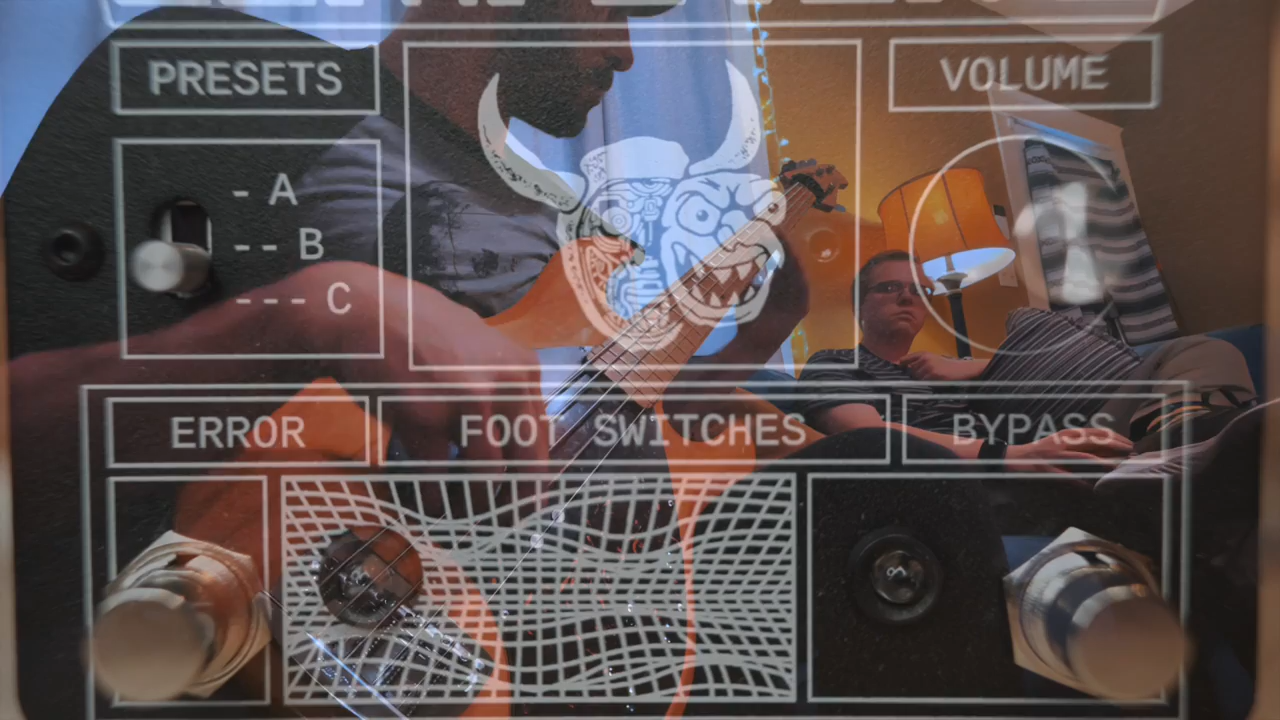 PRESETS
VOLUME
- A
-- B
--- C
ERROR
FOOT SWITCHES
BYPASS